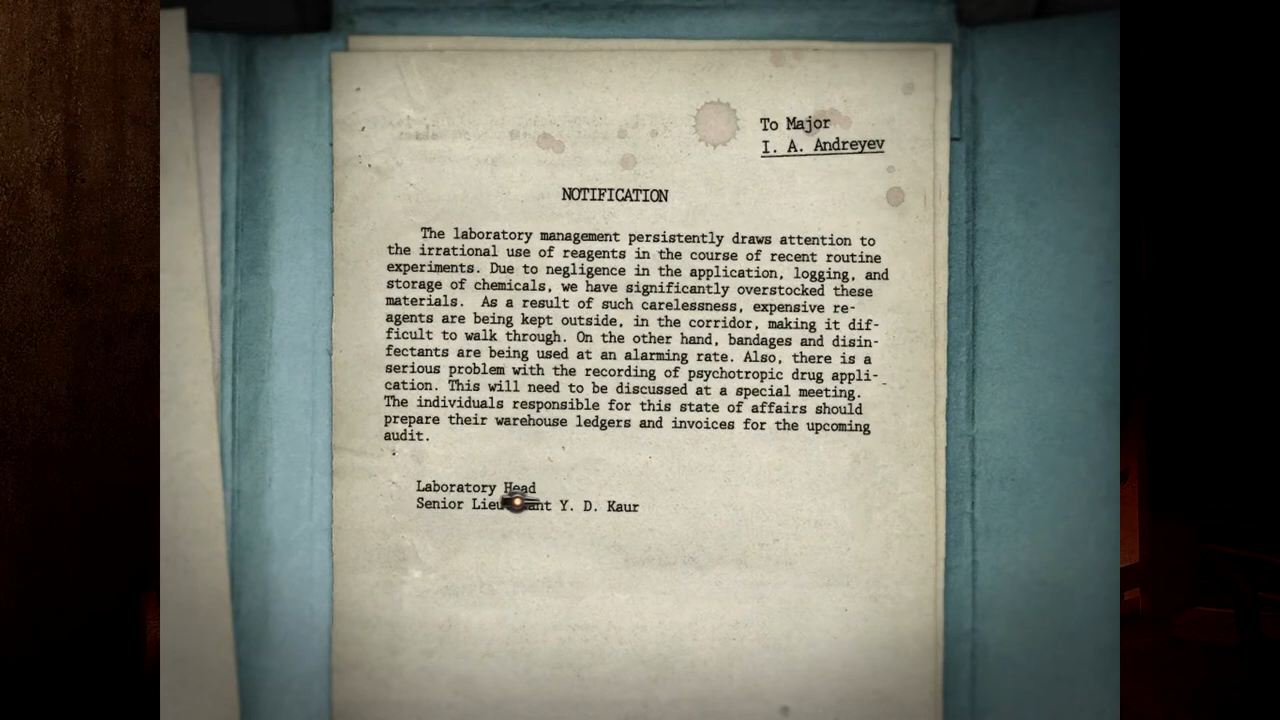 To Major
I. A. Andreyev
NOTIFICATION
The laboratory management persistently draws attention to
the irrational use of reagents in the course of recent routine
experiments. Due to negligence in the application, logging, and
storage of chemicals, we have significantly overstocked these
materials. As a result of such carelessness, expensive re-
agents are being kept outside, in the corridor, making it dif-
ficult to walk through. On the other hand, bandages and disin-
fectants are being used at an alarming rate. Also, there is a
serious problem with the recording of psychotropic drug appli-
cation. This will need to be discussed at a special meeting.
The individuals responsible for this state of affairs should
prepare their warehouse ledgers and invoices for the upcoming
audit.
Laboratory Head
Senior Lieutenant Y. D. Kaur